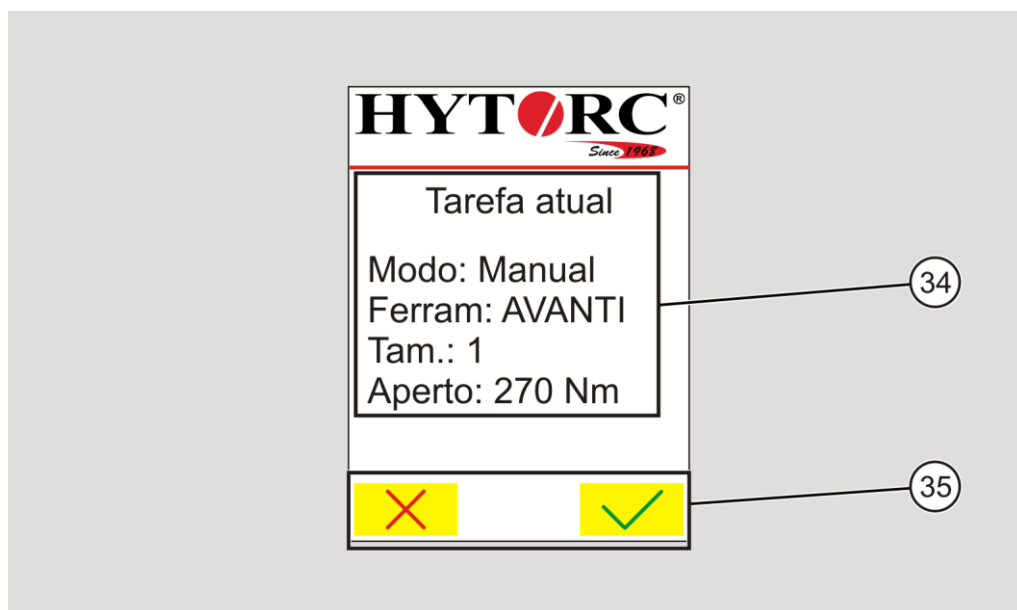 HYTORC®
Since 1968
Tarefa atual
Modo: Manual
Ferram: AVANTI
Tam.: 1
Aperto: 270 Nm
34
35